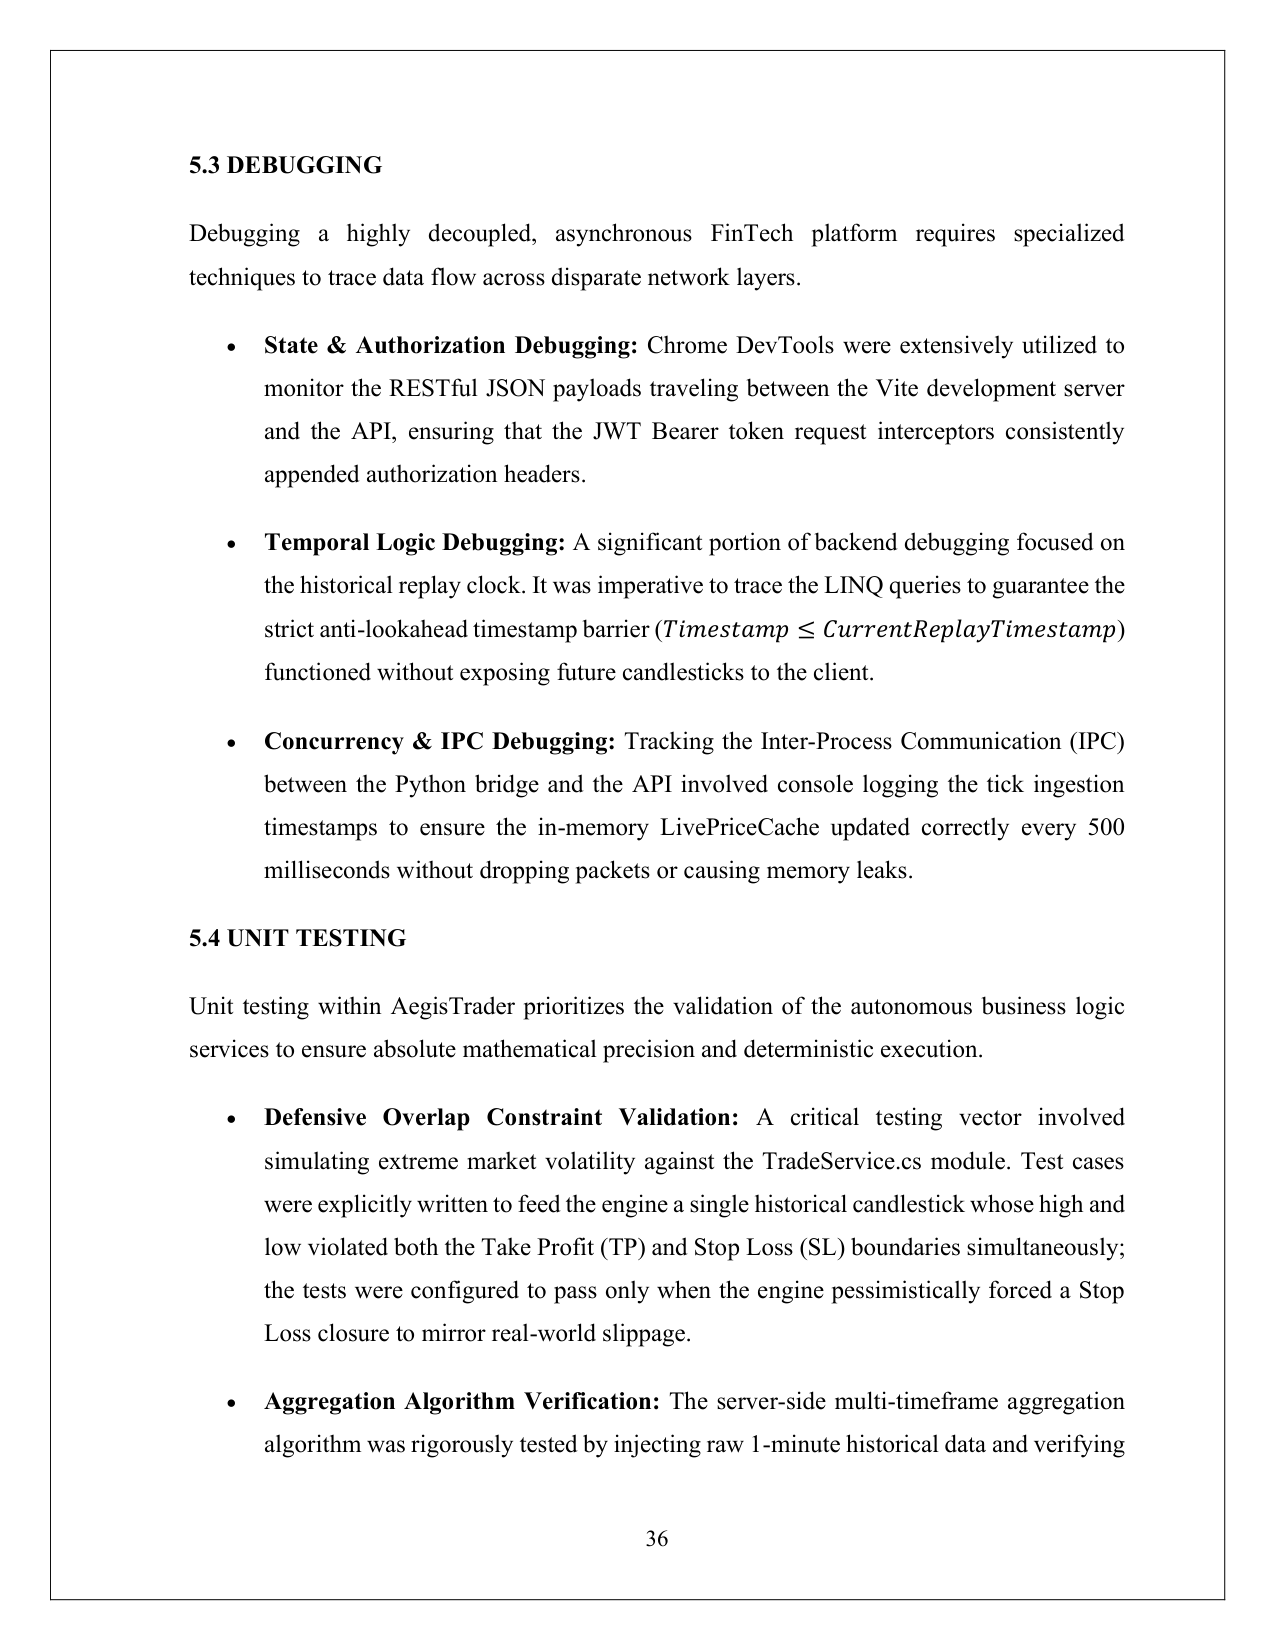 5.3 DEBUGGING
Debugging a highly decoupled, asynchronous FinTech platform requires specialized
techniques to trace data flow across disparate network layers.
• State & Authorization Debugging: Chrome DevTools were extensively utilized to
monitor the RESTful JSON payloads traveling between the Vite development server
and the API, ensuring that the JWT Bearer token request interceptors consistently
appended authorization headers.
• Temporal Logic Debugging: A significant portion of backend debugging focused on
the historical replay clock. It was imperative to trace the LINQ queries to guarantee the
strict anti-lookahead timestamp barrier (Timestamp ≤ CurrentReplayTimestamp)
functioned without exposing future candlesticks to the client.
• Concurrency & IPC Debugging: Tracking the Inter-Process Communication (IPC)
between the Python bridge and the API involved console logging the tick ingestion
timestamps to ensure the in-memory LivePriceCache updated correctly every 500
milliseconds without dropping packets or causing memory leaks.
5.4 UNIT TESTING
Unit testing within AegisTrader prioritizes the validation of the autonomous business logic
services to ensure absolute mathematical precision and deterministic execution.
• Defensive Overlap Constraint Validation: A critical testing vector involved
simulating extreme market volatility against the TradeService.cs module. Test cases
were explicitly written to feed the engine a single historical candlestick whose high and
low violated both the Take Profit (TP) and Stop Loss (SL) boundaries simultaneously;
the tests were configured to pass only when the engine pessimistically forced a Stop
Loss closure to mirror real-world slippage.
• Aggregation Algorithm Verification: The server-side multi-timeframe aggregation
algorithm was rigorously tested by injecting raw 1-minute historical data and verifying
36